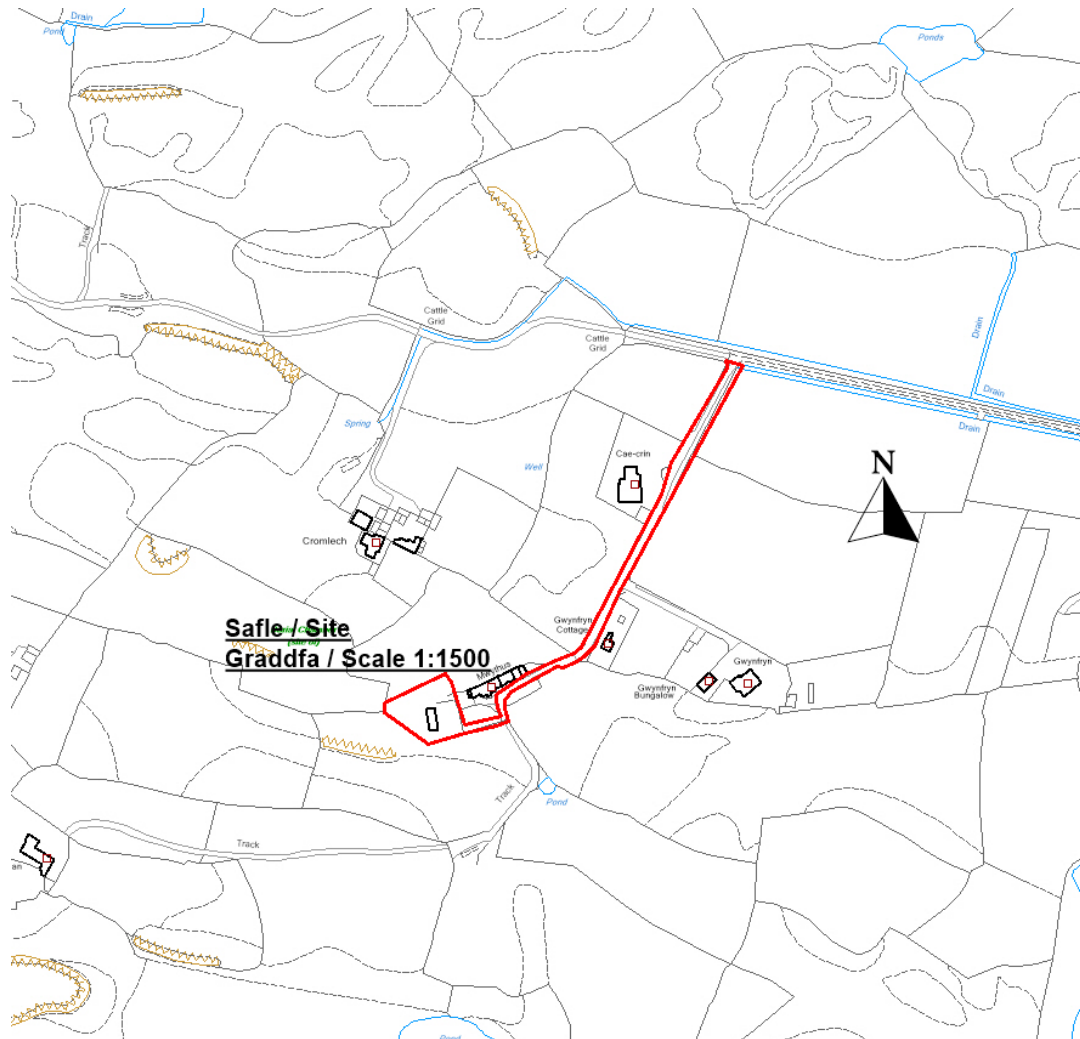 Drain
Pond
Ponds
Track
Cattle
Grid
Cattle
Grid
Drain
Drain
Drain
Spring
Well
Cae-crin
N
Cromlech
Safle / Site
Graddfa / Scale 1:1500
Gwynfryn
Cottage
Gwynfryn
Gwynfryn
Bungalow
Track
Pond
Track
an
Pond